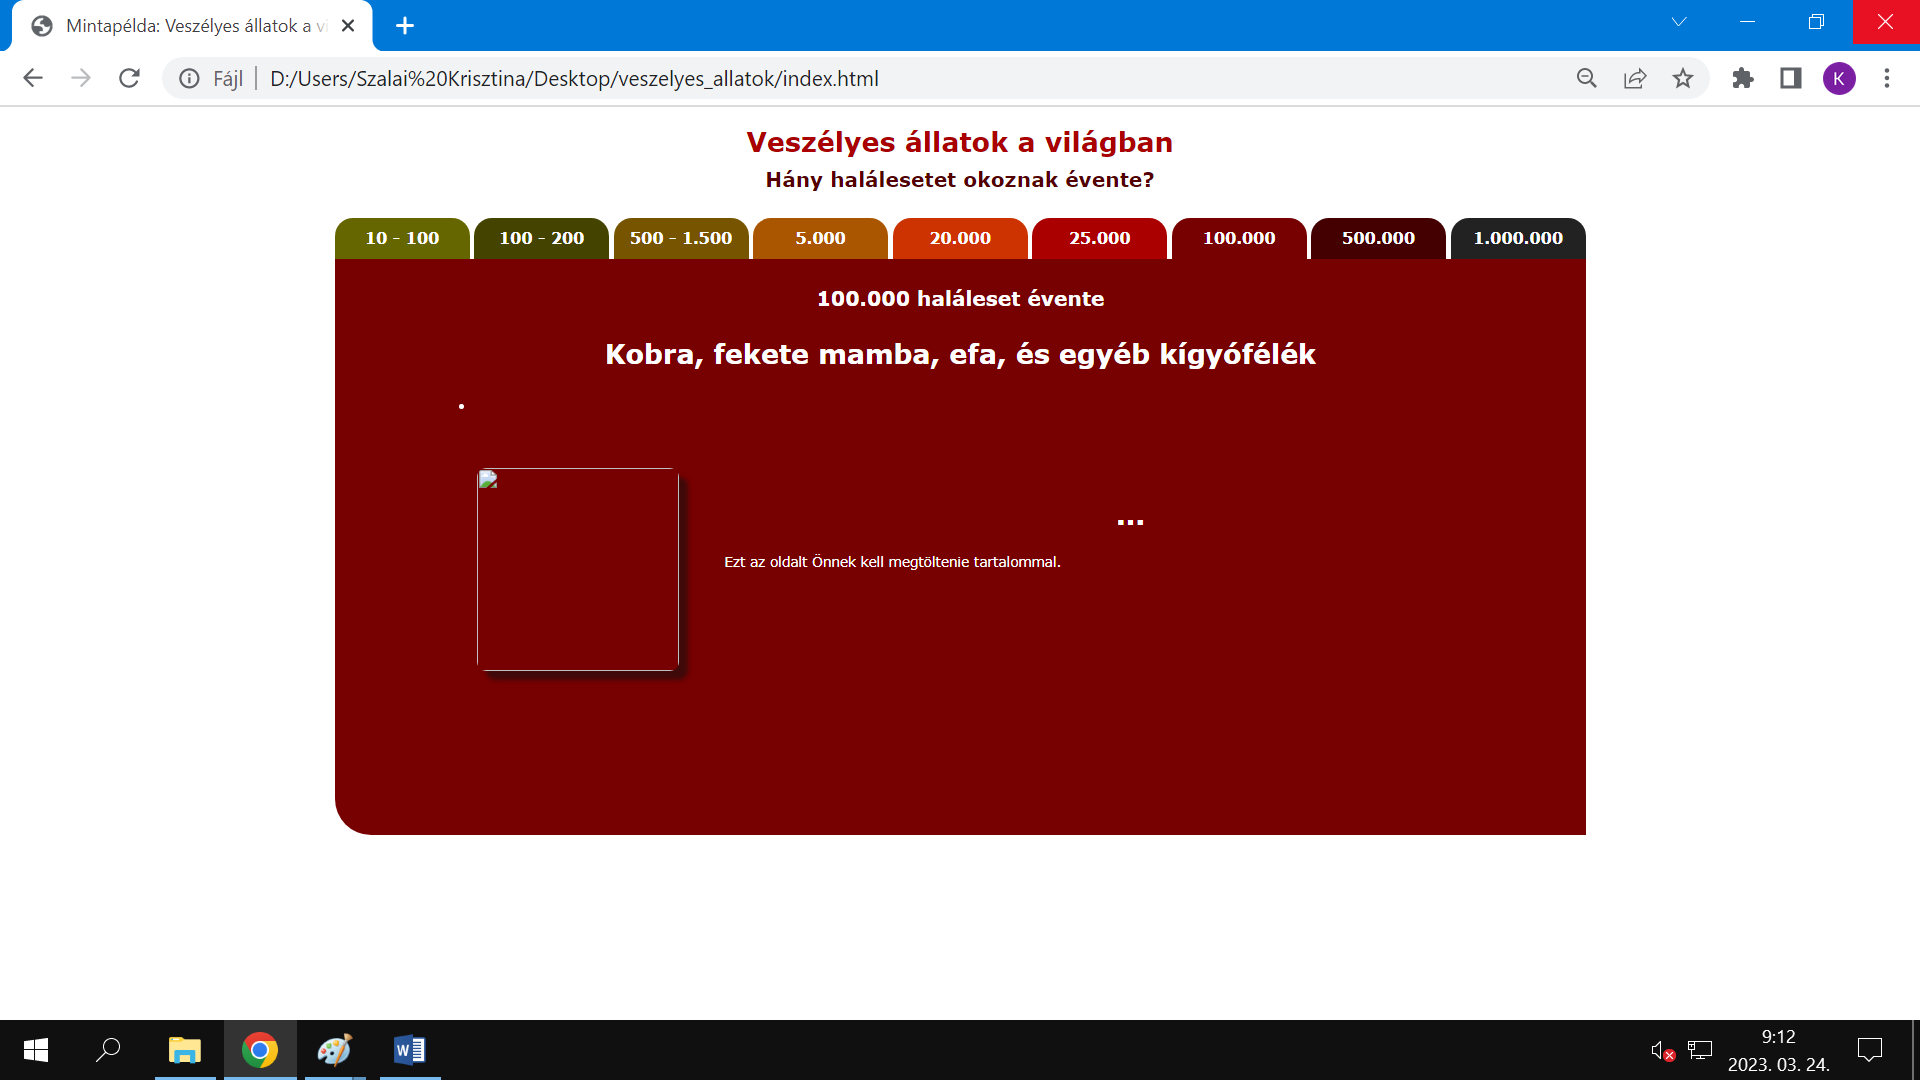 Mintapélda: Veszélyes állatok a vi
Fájl
D:/Users/Szalai%20Krisztina/Desktop/veszelyes_allatok/index.html
K
Veszélyes állatok a világban
Hány halálesetet okoznak évente?
10 - 100
100 - 200
500 - 1.500
5.000
20.000
25.000
100.000
500.000
1.000.000
100.000 haláleset évente
Kobra, fekete mamba, efa, és egyéb kígyófélék
...
Ezt az oldalt Önnek kell megtöltenie tartalommal.
W
9:12
2023. 03. 24.